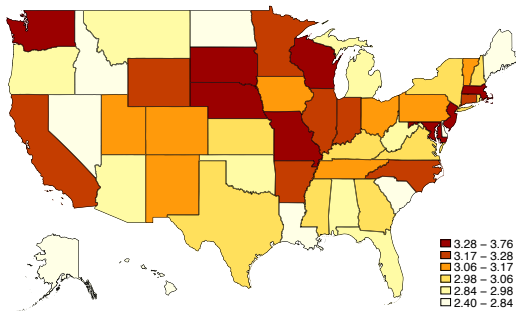 3.28 – 3.76
3.17 – 3.28
3.06 – 3.17
2.98 – 3.06
2.84 – 2.98
2.40 – 2.84